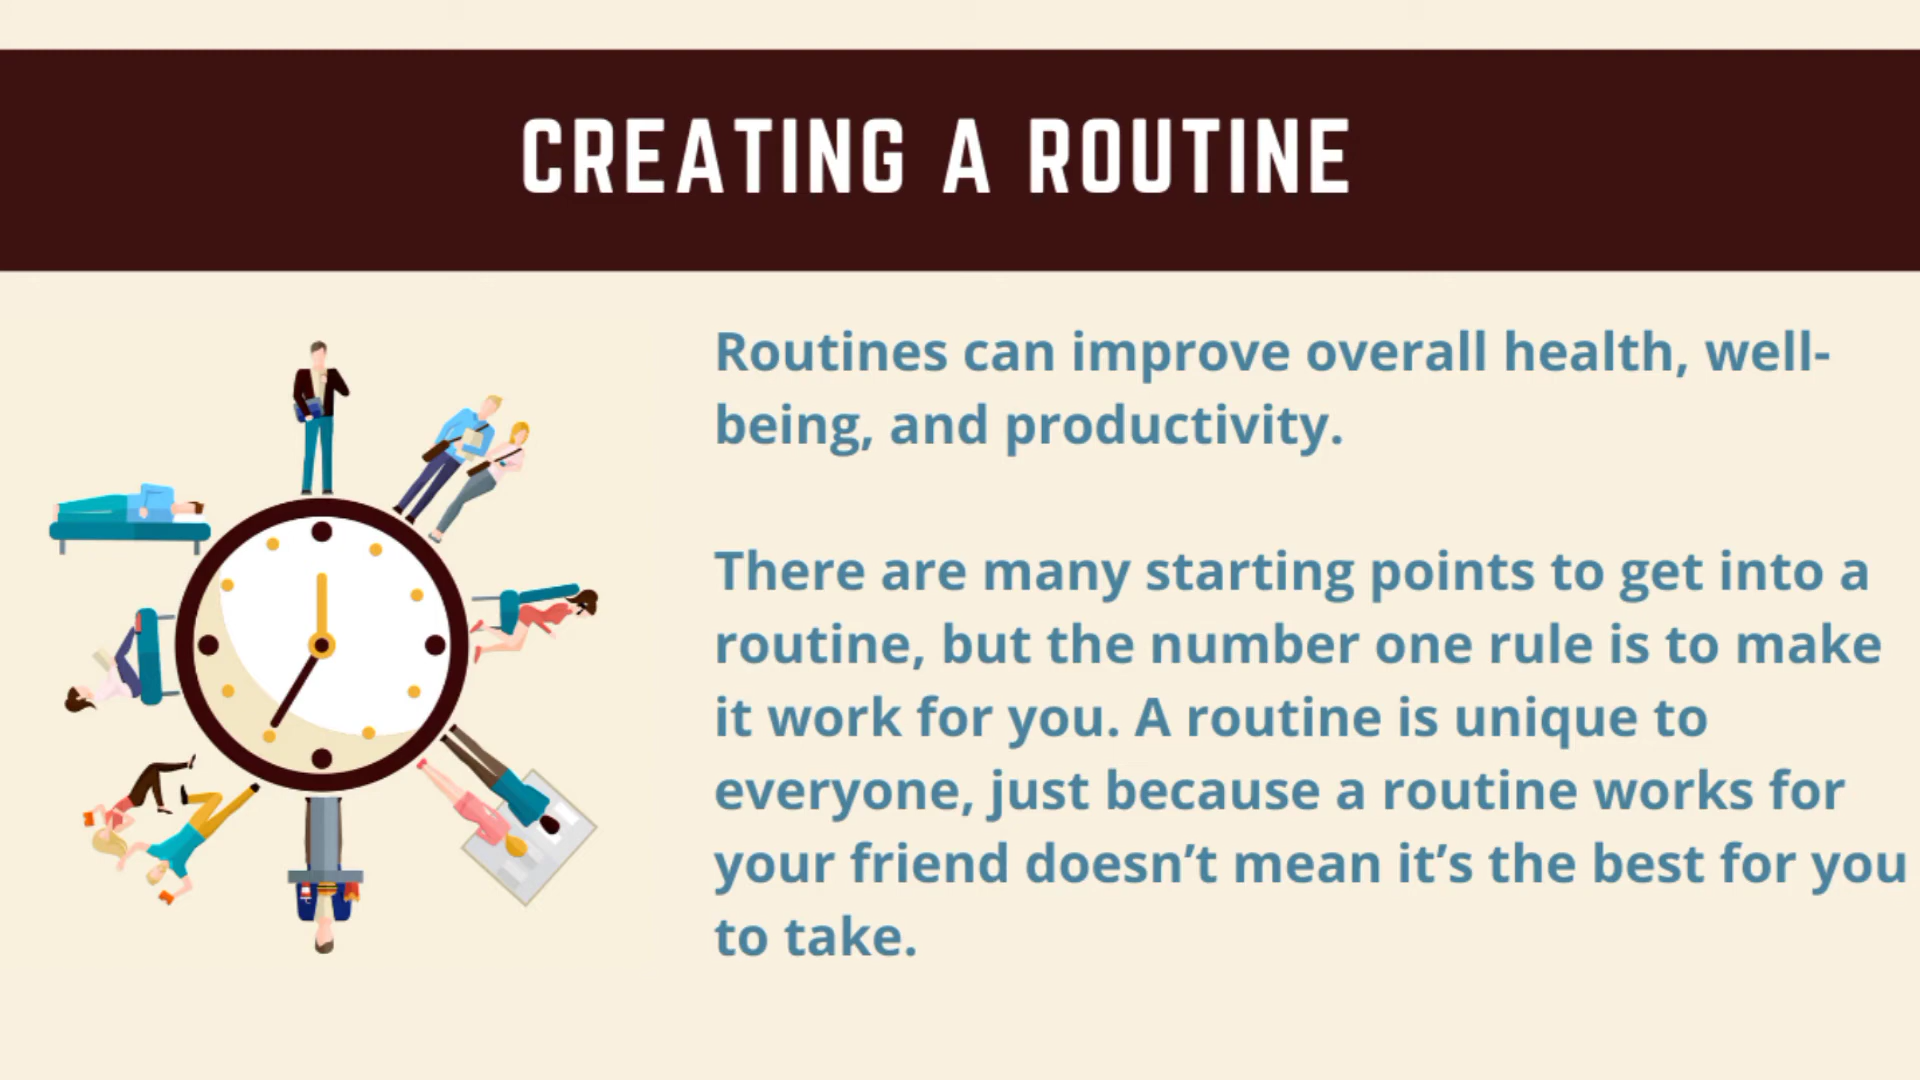 CREATING A ROUTINE
Routines can improve overall health, well-
being, and productivity.
There are many starting points to get into a
routine, but the number one rule is to make
it work for you. A routine is unique to
everyone, just because a routine works for
your friend doesn’t mean it’s the best for you
to take.